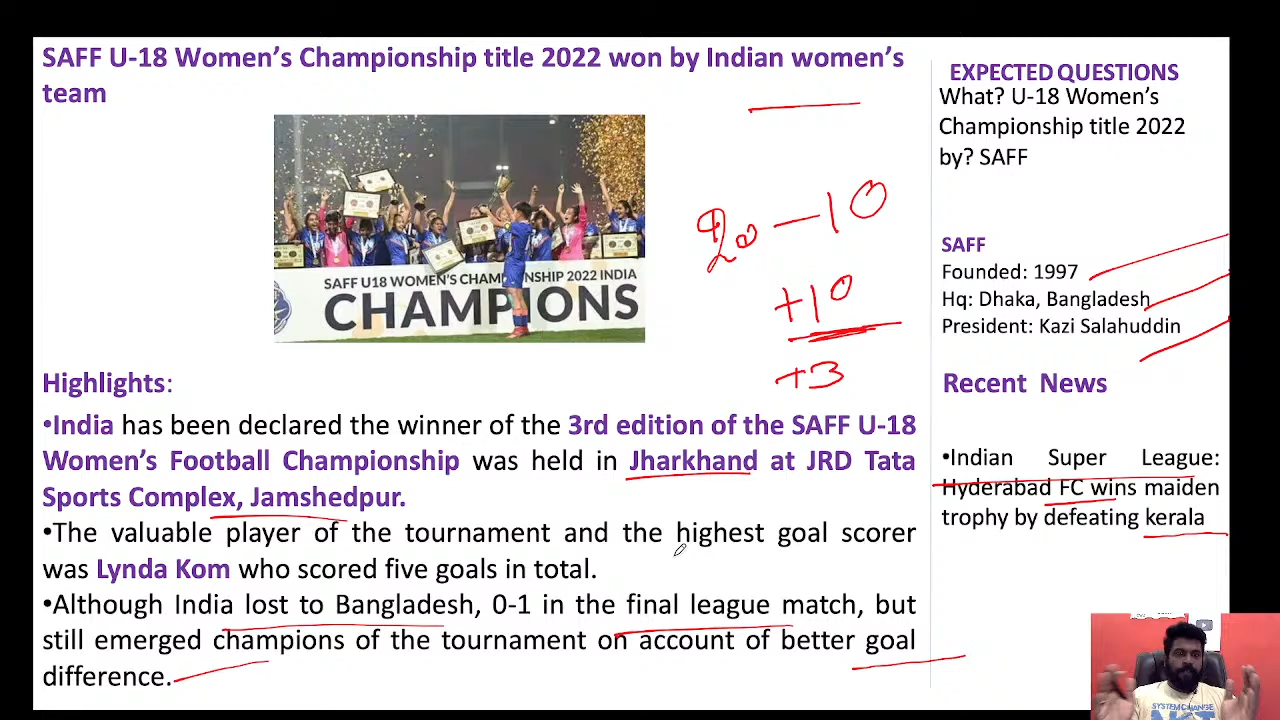 SAFF U-18 Women's Championship title 2022 won by Indian women's
team
SAFF U18 WOMEN'S CHAMPIONSHIP 2022 INDIA
CHAMPIONS
20 – 10
+10
+3
Highlights:
•India has been declared the winner of the 3rd edition of the SAFF U-18
Women's Football Championship was held in Jharkhand at JRD Tata
Sports Complex, Jamshedpur.
•The valuable player of the tournament and the highest goal scorer
was Lynda Kom who scored five goals in total.
•Although India lost to Bangladesh, 0-1 in the final league match, but
still emerged champions of the tournament on account of better goal
difference.
EXPECTED QUESTIONS
What? U-18 Women's
Championship title 2022
by? SAFF
SAFF
Founded: 1997
Hq: Dhaka, Bangladesh
President: Kazi Salahuddin
Recent News
•Indian Super League:
Hyderabad FC wins maiden
trophy by defeating kerala
SYSTEM CHANGE